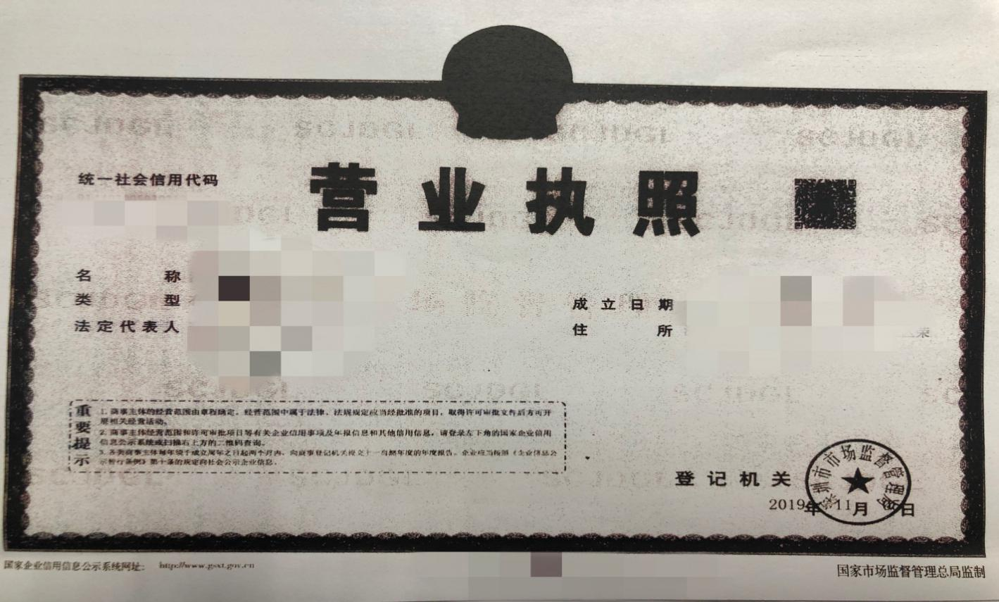 统一社会信用代码
营业执照
名称
类型
法定代表人
成立日期
住所
重要提示
1. 商事主体的经营范围由章程确定。经营范围中属于法律、法规规定应当经批准的项目，取得许可审批文件后方可开
展相关经营活动。
2. 商事主体经营范围和许可审批项目等有关企业信用事项及年报信息和其他信用信息，请登录左下角的国家企业信用
信息公示系统或扫描右上方的二维码查询。
3. 各类商事主体每年须于成立周年之日起两个月内，向商事登记机关提交上一自然年度的年度报告。企业应当按照《企业信息公
示暂行条例》第十条的规定向社会公示企业信息。
登记机关
深圳市市场监督管理局
2019年11月 日
国家企业信用信息公示系统网址： http://www.gsxt.gov.cn
国家市场监督管理总局监制